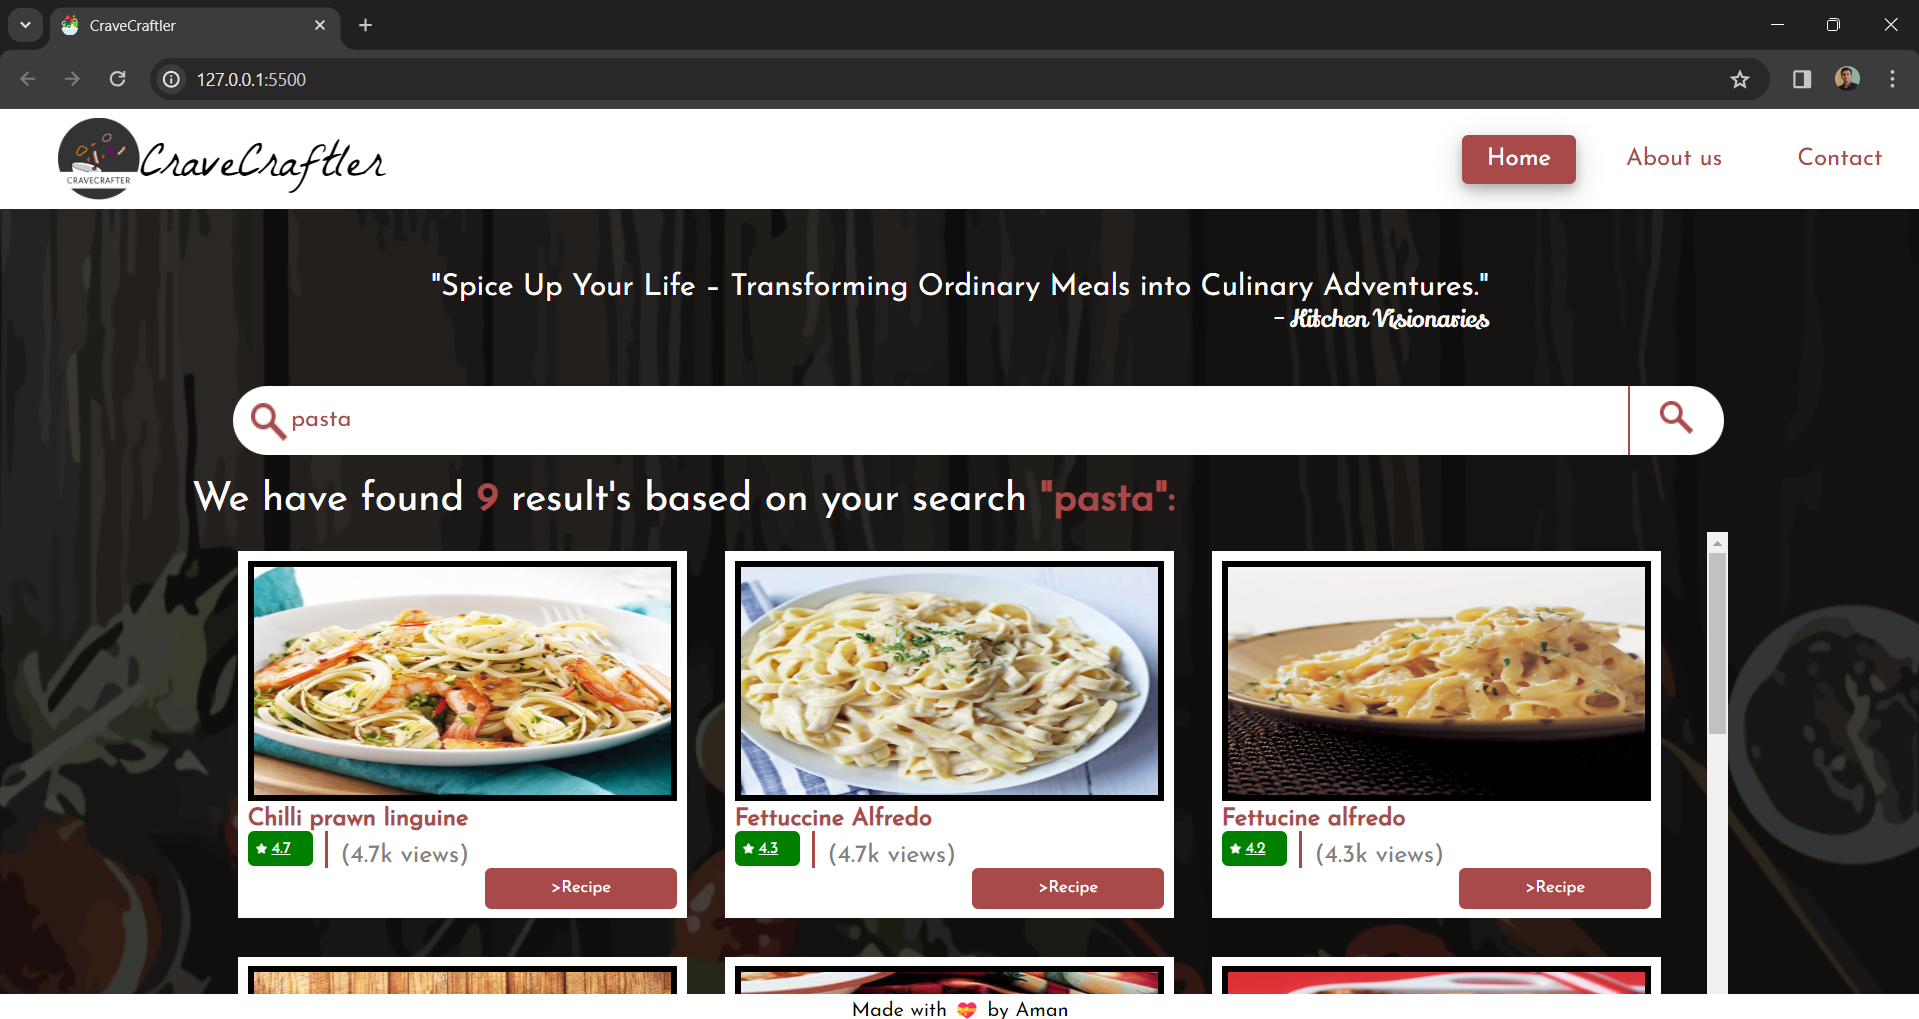 CraveCraftler
127.0.0.1:5500
CRAVECRAFTER
CraveCraftler
Home
About us
Contact
"Spice Up Your Life – Transforming Ordinary Meals into Culinary Adventures."
– Kitchen Visionaries
pasta
We have found 9 result's based on your search "pasta":
Chilli prawn linguine
4.7
(4.7k views)
>Recipe
Fettuccine Alfredo
4.3
(4.7k views)
>Recipe
Fettucine alfredo
4.2
(4.3k views)
>Recipe
Made with 💝 by Aman